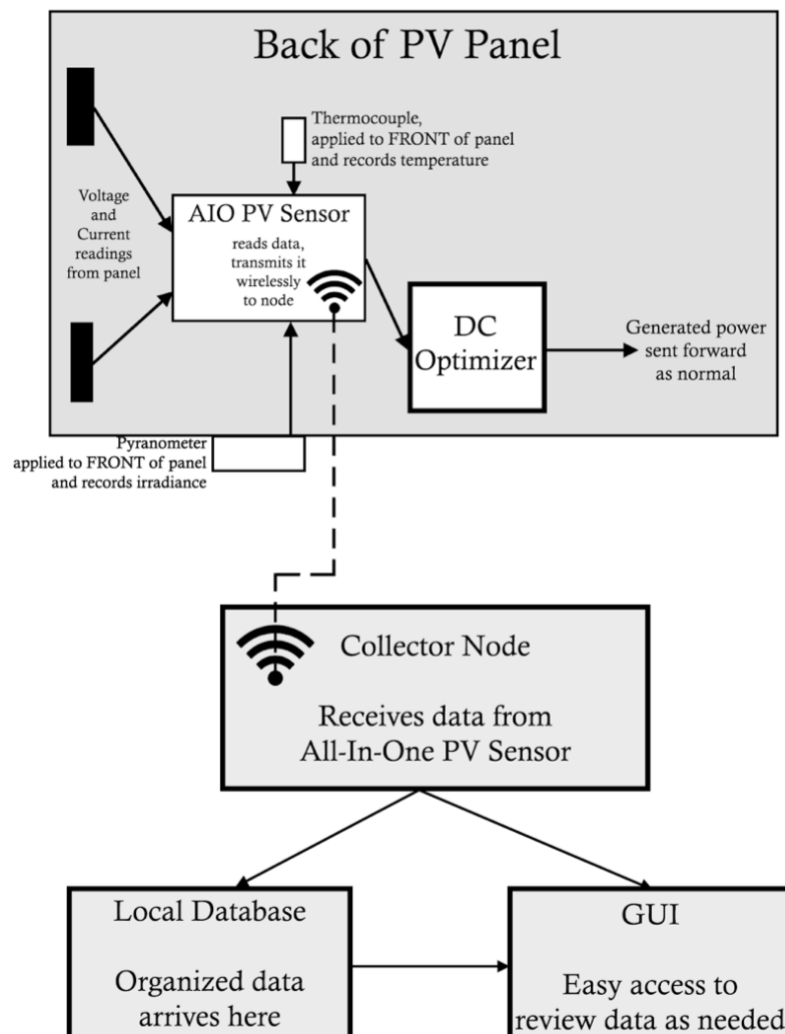 Back of PV Panel
Thermocouple,
applied to FRONT of panel
and records temperature
Voltage
and
Current
readings
from panel
AIO PV Sensor
reads data,
transmits it
wirelessly
to node
DC
Optimizer
Generated power
sent forward
as normal
Pyranometer
applied to FRONT of panel
and records irradiance
Collector Node
Receives data from
All-In-One PV Sensor
Local Database
Organized data
arrives here
GUI
Easy access to
review data as needed